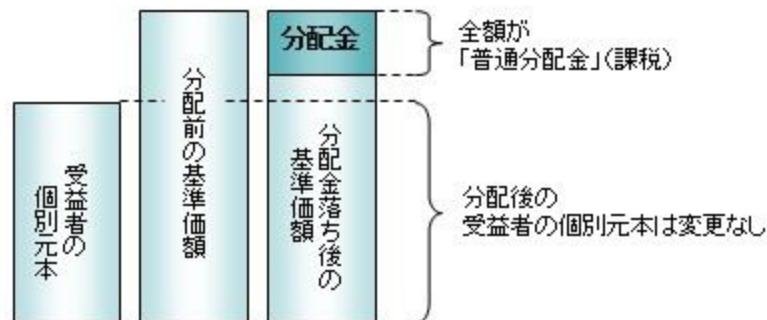 受益者の
個別元本
分配前の基準価額
分配金
分配金落ち後の
基準価額
全額が
「普通分配金」(課税)
分配後の
受益者の個別元本は変更なし